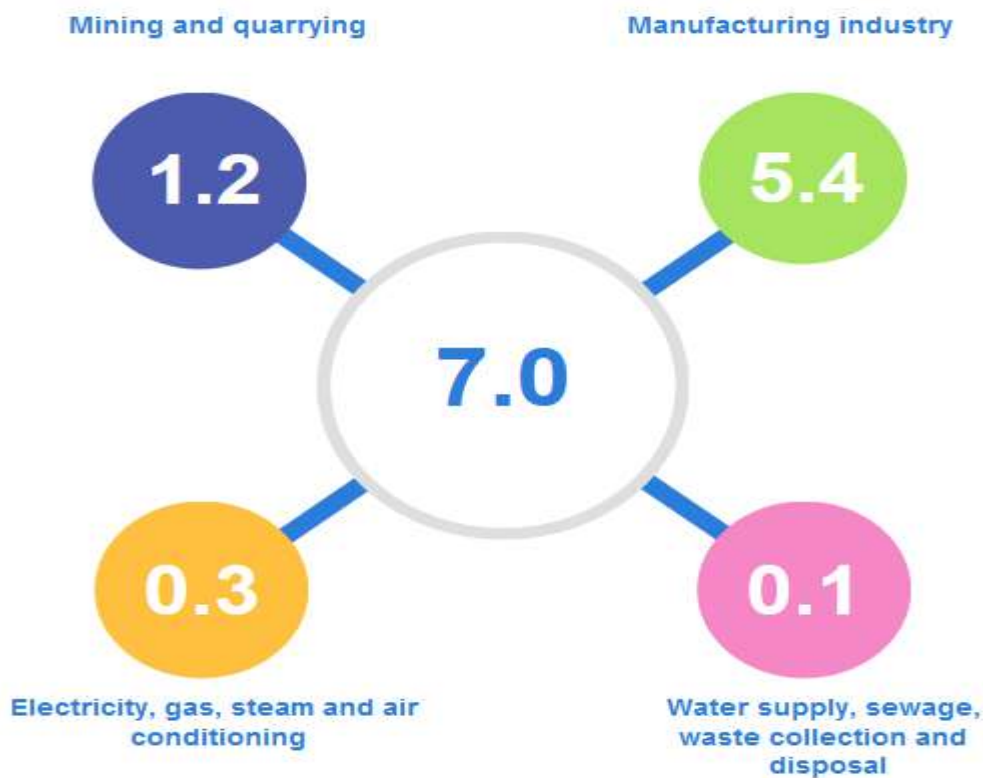 Mining and quarrying
Manufacturing industry
1.2
5.4
7.0
0.3
0.1
Electricity, gas, steam and air
conditioning
Water supply, sewage,
waste collection and
disposal